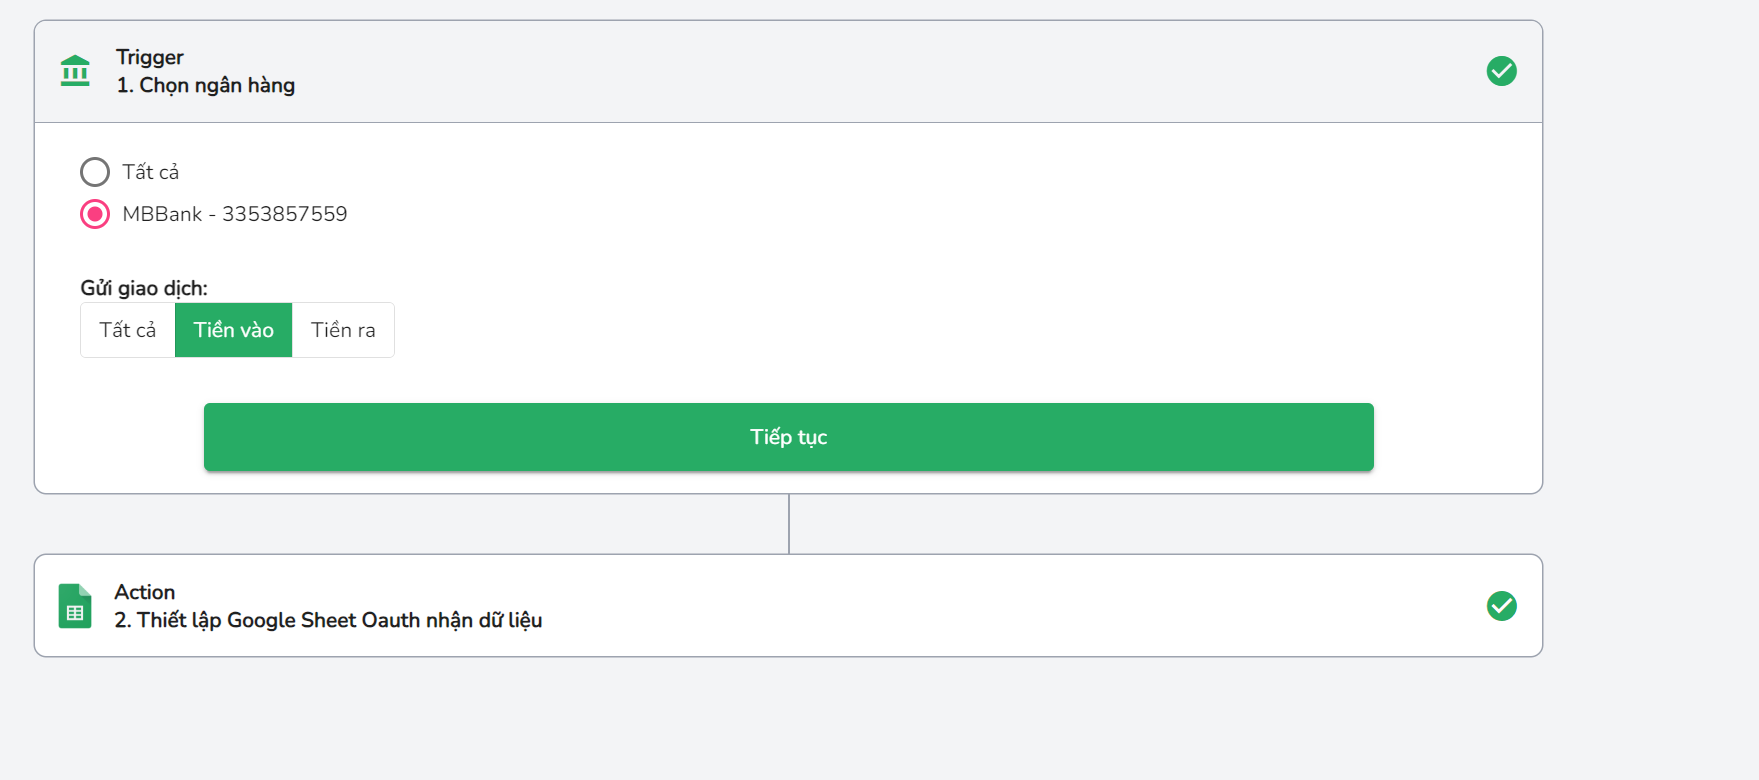 Trigger
1. Chọn ngân hàng
Tất cả
MBBank - 3353857559
Gửi giao dịch:
Tất cả
Tiền vào
Tiền ra
Tiếp tục
Action
2. Thiết lập Google Sheet Oauth nhận dữ liệu